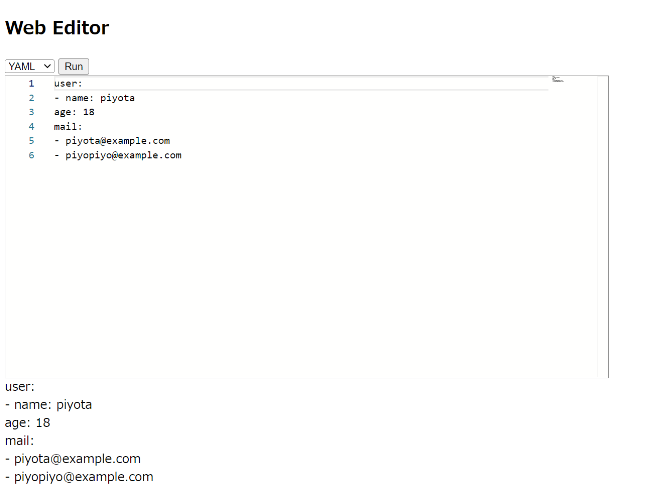 Web Editor
YAML Run
1 user:
2 - name: piyota
3 age: 18
4 mail:
5 - piyota@example.com
6 - piyopiyo@example.com
user:
- name: piyota
age: 18
mail:
- piyota@example.com
- piyopiyo@example.com